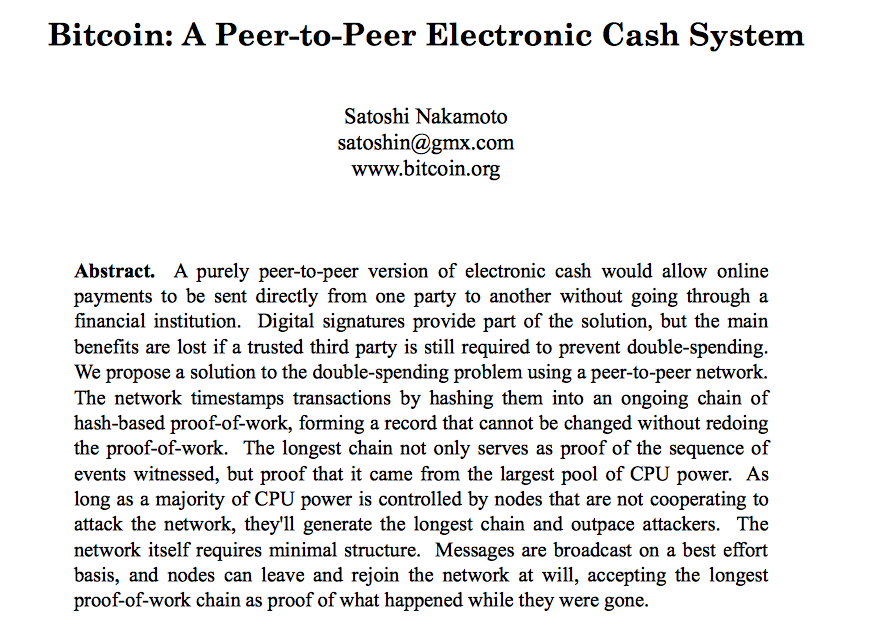 Bitcoin: A Peer-to-Peer Electronic Cash System
Satoshi Nakamoto
satoshin@gmx.com
www.bitcoin.org
Abstract. A purely peer-to-peer version of electronic cash would allow online
payments to be sent directly from one party to another without going through a
financial institution. Digital signatures provide part of the solution, but the main
benefits are lost if a trusted third party is still required to prevent double-spending.
We propose a solution to the double-spending problem using a peer-to-peer network.
The network timestamps transactions by hashing them into an ongoing chain of
hash-based proof-of-work, forming a record that cannot be changed without redoing
the proof-of-work. The longest chain not only serves as proof of the sequence of
events witnessed, but proof that it came from the largest pool of CPU power. As
long as a majority of CPU power is controlled by nodes that are not cooperating to
attack the network, they'll generate the longest chain and outpace attackers. The
network itself requires minimal structure. Messages are broadcast on a best effort
basis, and nodes can leave and rejoin the network at will, accepting the longest
proof-of-work chain as proof of what happened while they were gone.